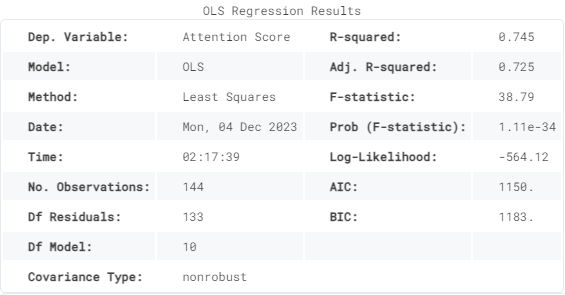 OLS Regression Results
Dep. Variable: Attention Score R-squared: 0.745
Model: OLS Adj. R-squared: 0.725
Method: Least Squares F-statistic: 38.79
Date: Mon, 04 Dec 2023 Prob (F-statistic): 1.11e-34
Time: 02:17:39 Log-Likelihood: -564.12
No. Observations: 144 AIC: 1150.
Df Residuals: 133 BIC: 1183.
Df Model: 10
Covariance Type: nonrobust